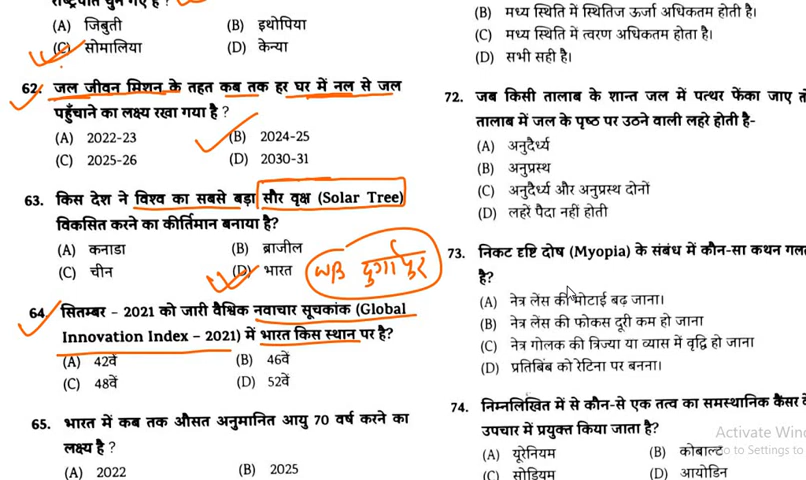 राष्ट्रपति चुने गए हैं ?
(A) जिबुती (B) इथोपिया
(C) सोमालिया (D) केन्या
62. जल जीवन मिशन के तहत कब तक हर घर में नल से जल
पहुँचाने का लक्ष्य रखा गया है ?
(A) 2022-23 (B) 2024-25
(C) 2025-26 (D) 2030-31
63. किस देश ने विश्व का सबसे बड़ा सौर वृक्ष (Solar Tree)
विकसित करने का कीर्तिमान बनाया है?
(A) कनाडा (B) ब्राजील
(C) चीन (D) भारत
WB दुर्गापुर
64. सितम्बर - 2021 को जारी वैश्विक नवाचार सूचकांक (Global
Innovation Index - 2021) में भारत किस स्थान पर है?
(A) 42वें (B) 46वें
(C) 48वें (D) 52वें
65. भारत में कब तक औसत अनुमानित आयु 70 वर्ष करने का
लक्ष्य है ?
(A) 2022 (B) 2025
(B) मध्य स्थिति में स्थितिज ऊर्जा अधिकतम होती है।
(C) मध्य स्थिति में त्वरण अधिकतम होता है।
(D) सभी सही है।
72. जब किसी तालाब के शान्त जल में पत्थर फेंका जाए
तालाब में जल के पृष्ठ पर उठने वाली लहरे होती है-
(A) अनुदैर्ध्य
(B) अनुप्रस्थ
(C) अनुदैर्ध्य और अनुप्रस्थ दोनों
(D) लहरें पैदा नहीं होती
73. निकट दृष्टि दोष (Myopia) के संबंध में कौन-सा कथन
है?
(A) नेत्र लेंस की मोटाई बढ़ जाना।
(B) नेत्र लेंस की फोकस दूरी कम हो जाना
(C) नेत्र गोलक की त्रिज्या या व्यास में वृद्धि हो जाना
(D) प्रतिबिंब को रेटिना पर बनना।
74. निम्नलिखित में से कौन-से एक तत्व का समस्थानिक कैंसर
उपचार में प्रयुक्त किया जाता है?
Activate Win
(A) यूरेनियम (B) कोबाल्ट
to Settings to
(C) सोडियम (D) आयोडिन